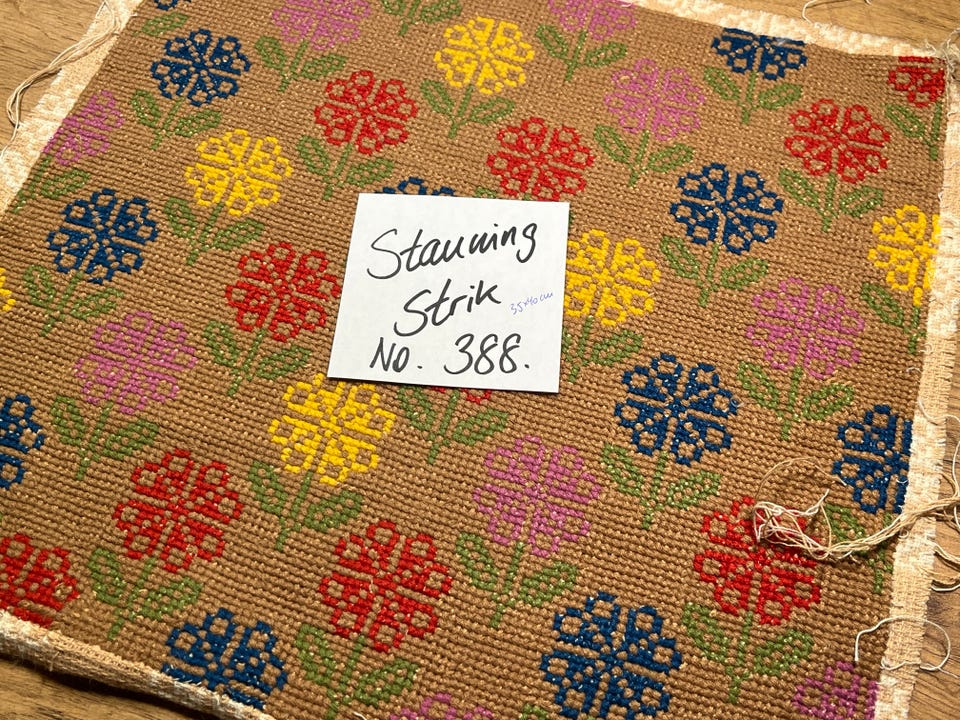 Stauning
Strik 35x40 cm
No. 388.